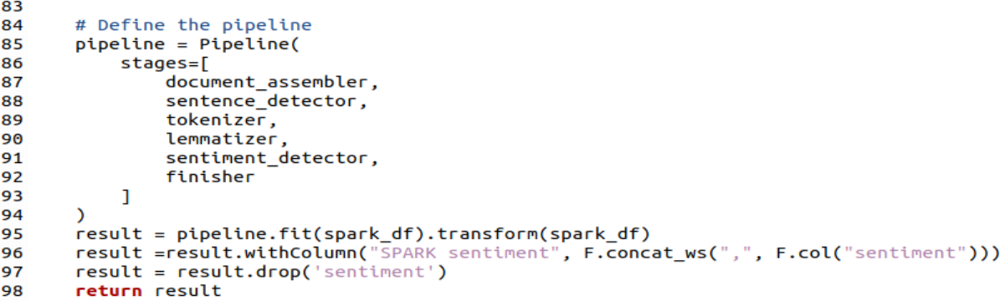 83
84     # Define the pipeline
85     pipeline = Pipeline(
86         stages=[
87             document_assembler,
88             sentence_detector,
89             tokenizer,
90             lemmatizer,
91             sentiment_detector,
92             finisher
93         ]
94     )
95     result = pipeline.fit(spark_df).transform(spark_df)
96     result =result.withColumn("SPARK sentiment", F.concat_ws(",", F.col("sentiment")))
97     result = result.drop('sentiment')
98     return result